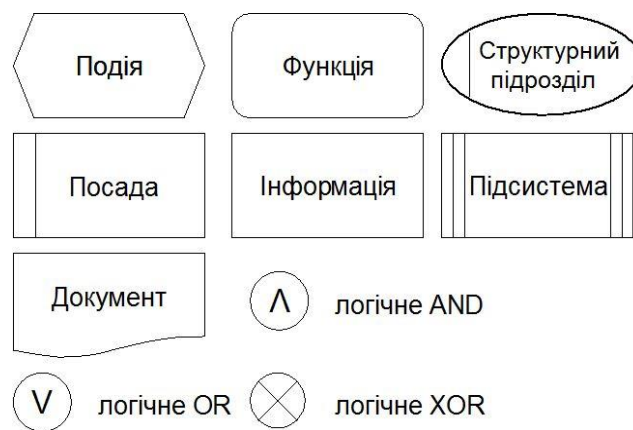 Подія
Функція
Структурний
підрозділ
Посада
Інформація
Підсистема
Документ
Λ
логічне AND
V
логічне OR
логічне XOR